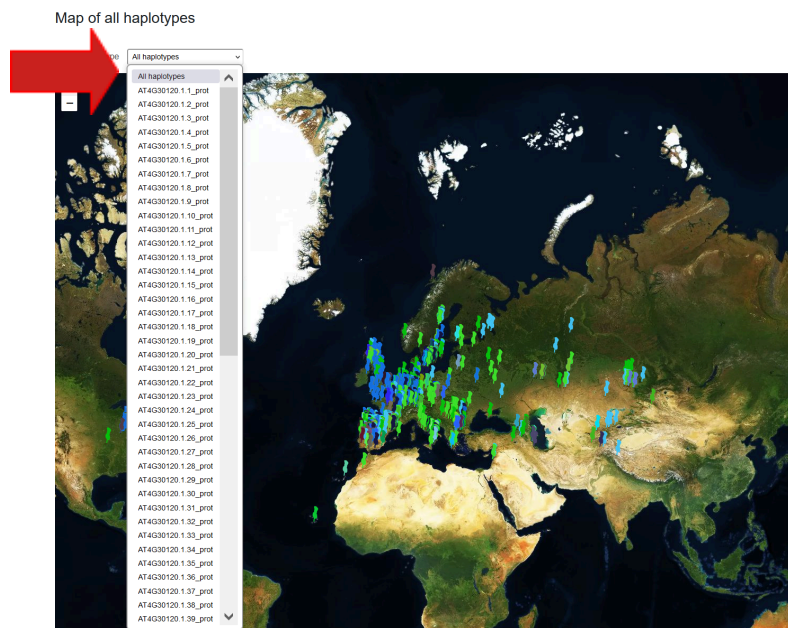 Map of all haplotypes
pe
All haplotypes
All haplotypes
AT4G30120.1.1_prot
AT4G30120.1.2_prot
AT4G30120.1.3_prot
AT4G30120.1.4_prot
AT4G30120.1.5_prot
AT4G30120.1.6_prot
AT4G30120.1.7_prot
AT4G30120.1.8_prot
AT4G30120.1.9_prot
AT4G30120.1.10_prot
AT4G30120.1.11_prot
AT4G30120.1.12_prot
AT4G30120.1.13_prot
AT4G30120.1.14_prot
AT4G30120.1.15_prot
AT4G30120.1.16_prot
AT4G30120.1.17_prot
AT4G30120.1.18_prot
AT4G30120.1.19_prot
AT4G30120.1.20_prot
AT4G30120.1.21_prot
AT4G30120.1.22_prot
AT4G30120.1.23_prot
AT4G30120.1.24_prot
AT4G30120.1.25_prot
AT4G30120.1.26_prot
AT4G30120.1.27_prot
AT4G30120.1.28_prot
AT4G30120.1.29_prot
AT4G30120.1.30_prot
AT4G30120.1.31_prot
AT4G30120.1.32_prot
AT4G30120.1.33_prot
AT4G30120.1.34_prot
AT4G30120.1.35_prot
AT4G30120.1.36_prot
AT4G30120.1.37_prot
AT4G30120.1.38_prot
AT4G30120.1.39_prot